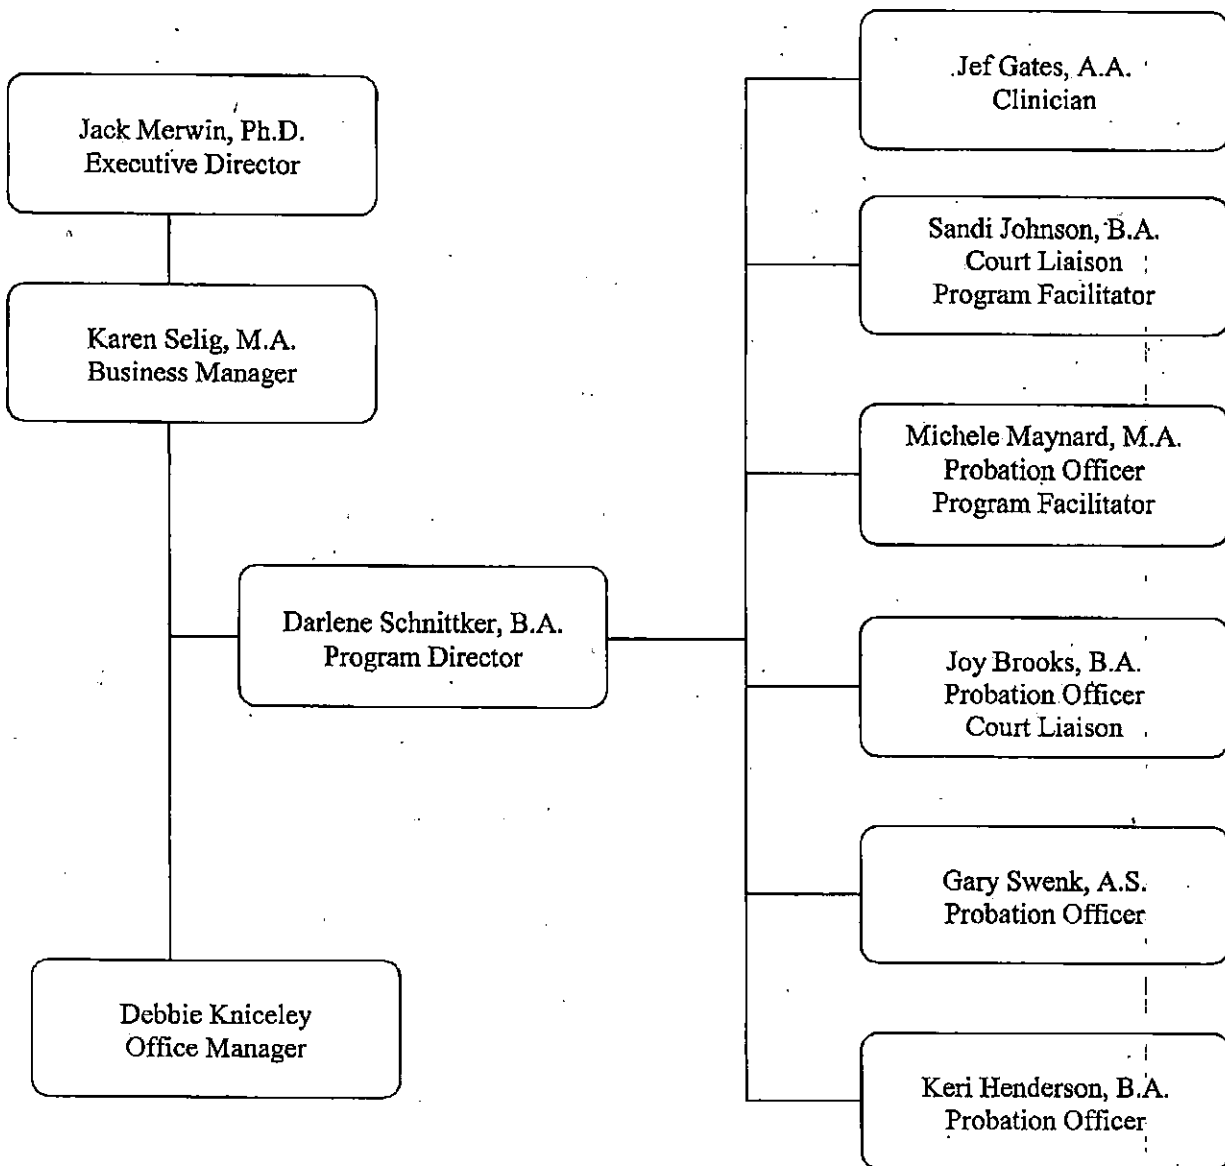 Jack Merwin, Ph.D.
Executive Director
Karen Selig, M.A.
Business Manager
Darlene Schnittker, B.A.
Program Director
Debbie Kniceley
Office Manager
Jef Gates, A.A.
Clinician
Sandi Johnson, B.A.
Court Liaison
Program Facilitator
Michele Maynard, M.A.
Probation Officer
Program Facilitator
Joy Brooks, B.A.
Probation Officer
Court Liaison
Gary Swenk, A.S.
Probation Officer
Keri Henderson, B.A.
Probation Officer